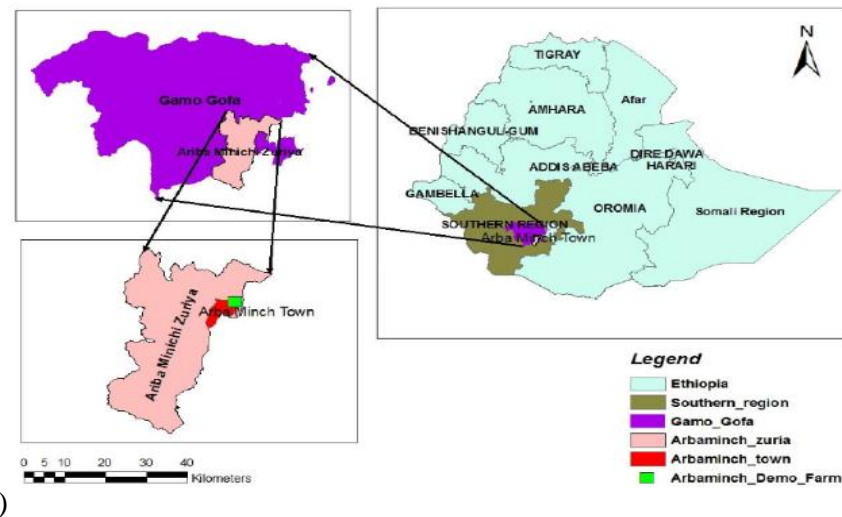 Gamo Gofa
Ariba Minichi Zuriya
N
TIGRAY
AMHARA
Afar
BENISHANGUL-GUM
DIRE DAWA
HARARI
ADDIS ABEBA
GAMBELLA
SOUTHERN REGION
OROMIA
Somali Region
Arba Minch Town
Ariba Minichi Zuriya
Arba Minch Town
Legend
Ethiopia
Southern_region
Gamo_Gofa
Arbaminch_zuria
Arbaminch_town
Arbaminch_Demo_Farm
0 5 10 20 30 40
Kilometers
)